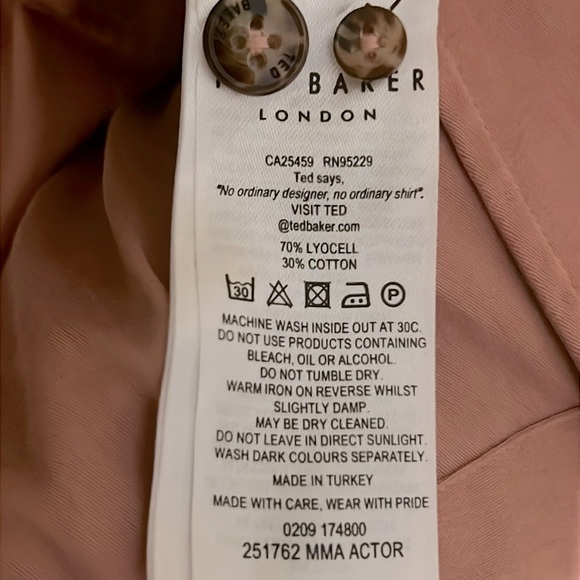 BAKER
TED
BAKER
LONDON
CA25459 RN95229
Ted says,
"No ordinary designer, no ordinary shirt".
VISIT TED
@tedbaker.com
70% LYOCELL
30% COTTON
30
P
MACHINE WASH INSIDE OUT AT 30C.
DO NOT USE PRODUCTS CONTAINING
BLEACH, OIL OR ALCOHOL.
DO NOT TUMBLE DRY.
WARM IRON ON REVERSE WHILST
SLIGHTLY DAMP.
MAY BE DRY CLEANED.
DO NOT LEAVE IN DIRECT SUNLIGHT.
WASH DARK COLOURS SEPARATELY.
MADE IN TURKEY
MADE WITH CARE, WEAR WITH PRIDE
0209 174800
251762 MMA ACTOR